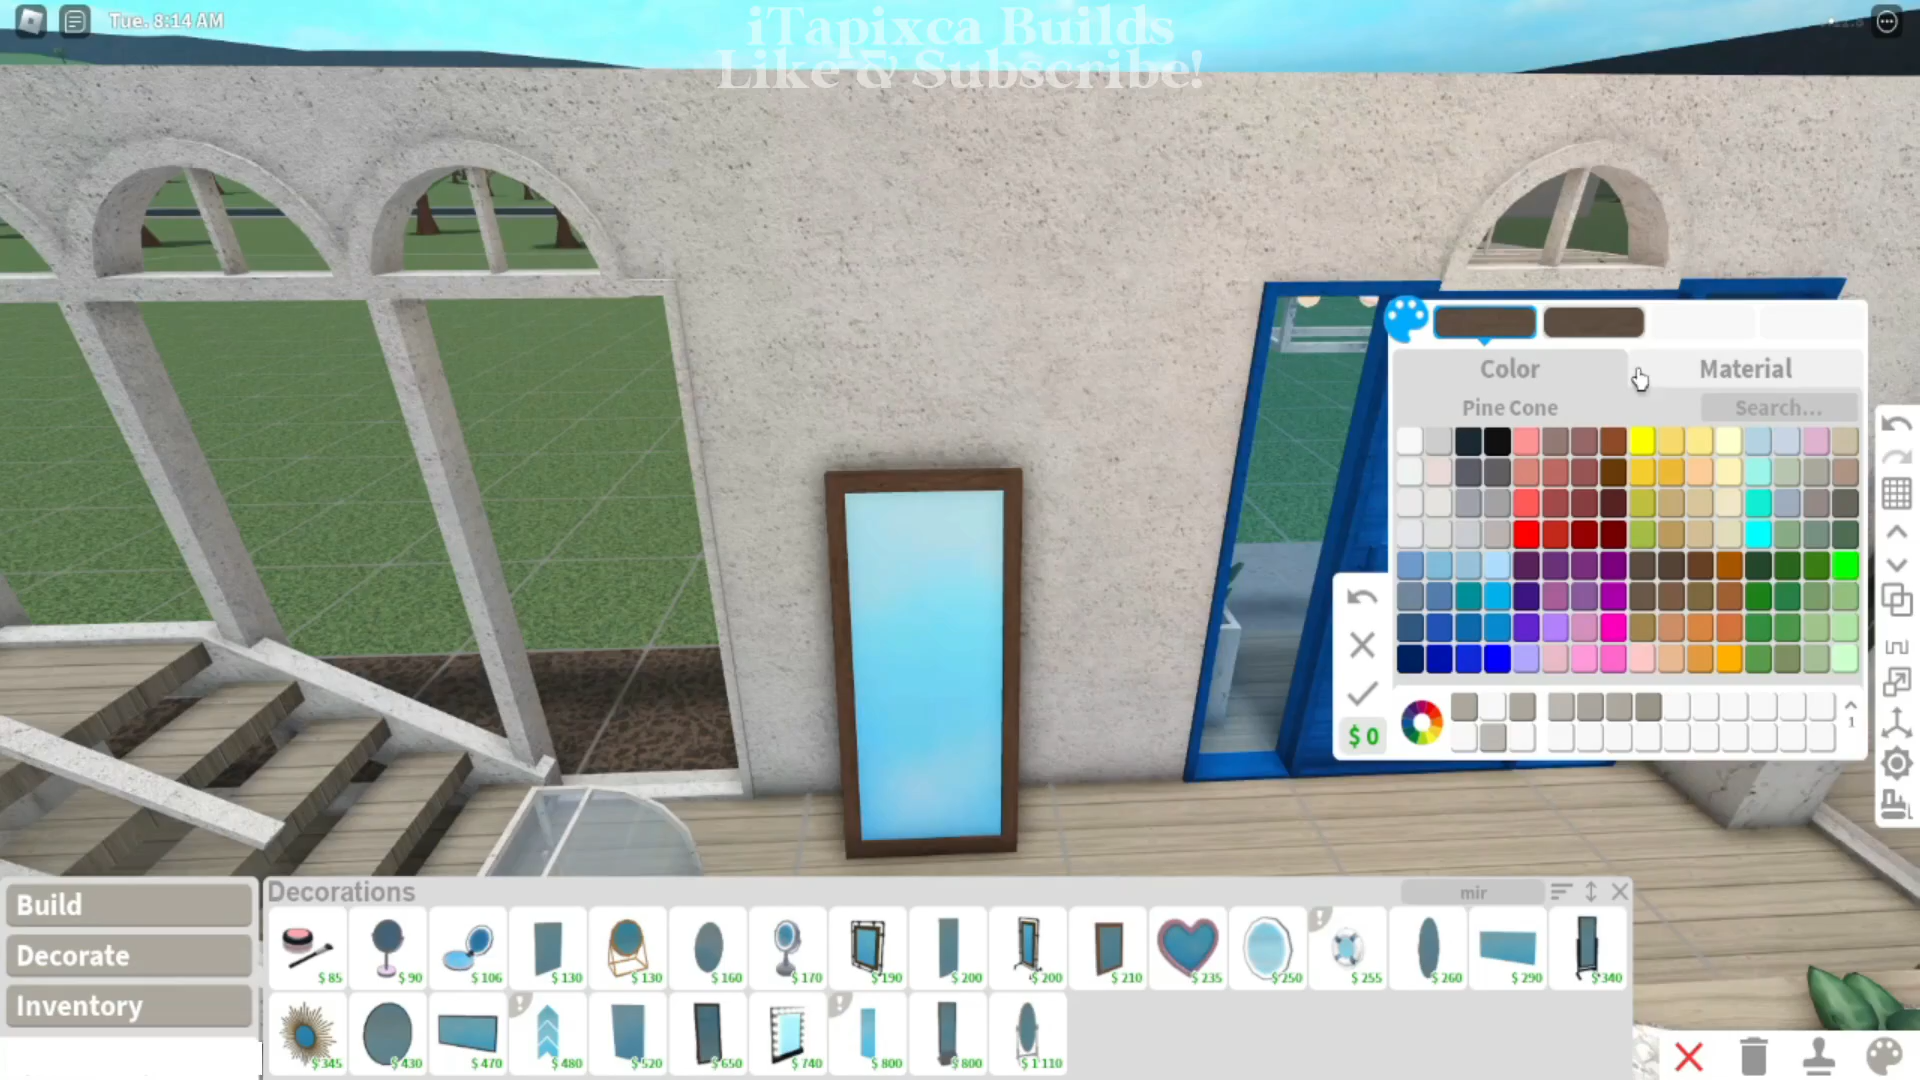 Tue. 8:14 AM
iTapixca Builds
Like & Subscribe!
Color
Material
Pine Cone
Search...
$ 0
1
Build
Decorate
Inventory
Decorations
mir
$ 85
$ 90
$ 106
$ 130
$ 130
$ 160
$ 170
$ 190
$ 200
$ 200
$ 210
$ 235
$ 250
$ 255
$ 260
$ 290
$ 340
$ 345
$ 430
$ 470
$ 480
$ 520
$ 650
$ 740
$ 800
$ 800
$ 1'110